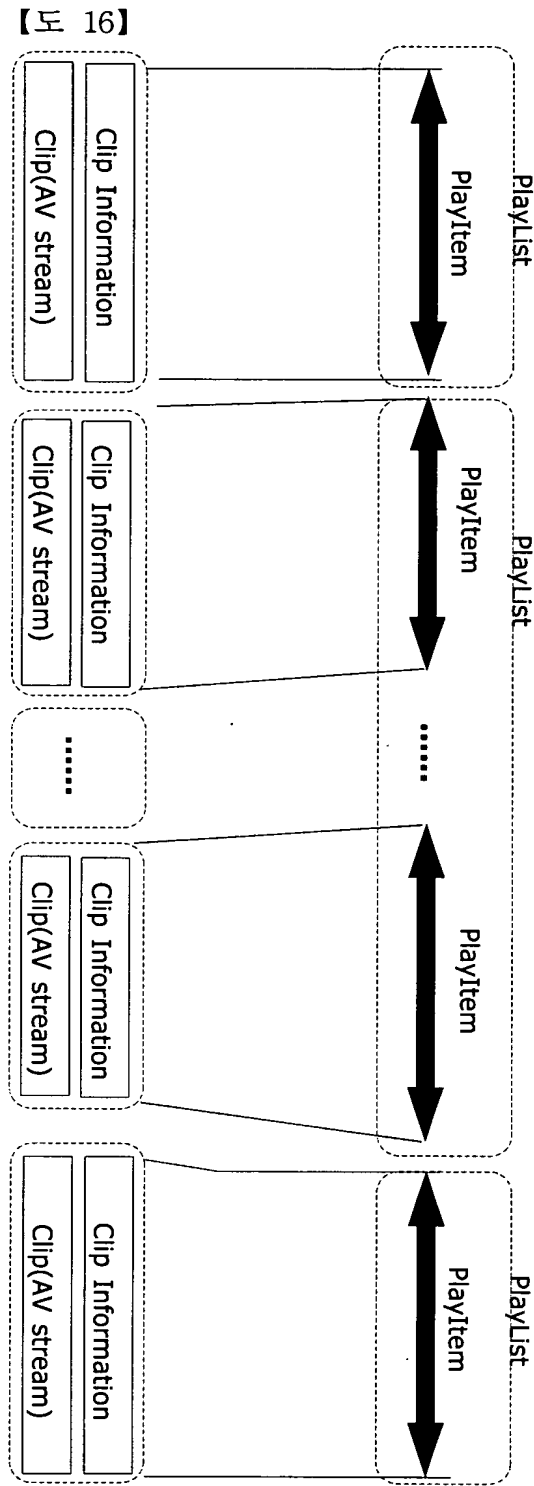 【도 16】
PlayList
PlayItem
Clip Information
Clip(AV stream)
PlayList
PlayItem
Clip Information
Clip(AV stream)
......
......
PlayItem
Clip Information
Clip(AV stream)
PlayList
PlayItem
Clip Information
Clip(AV stream)